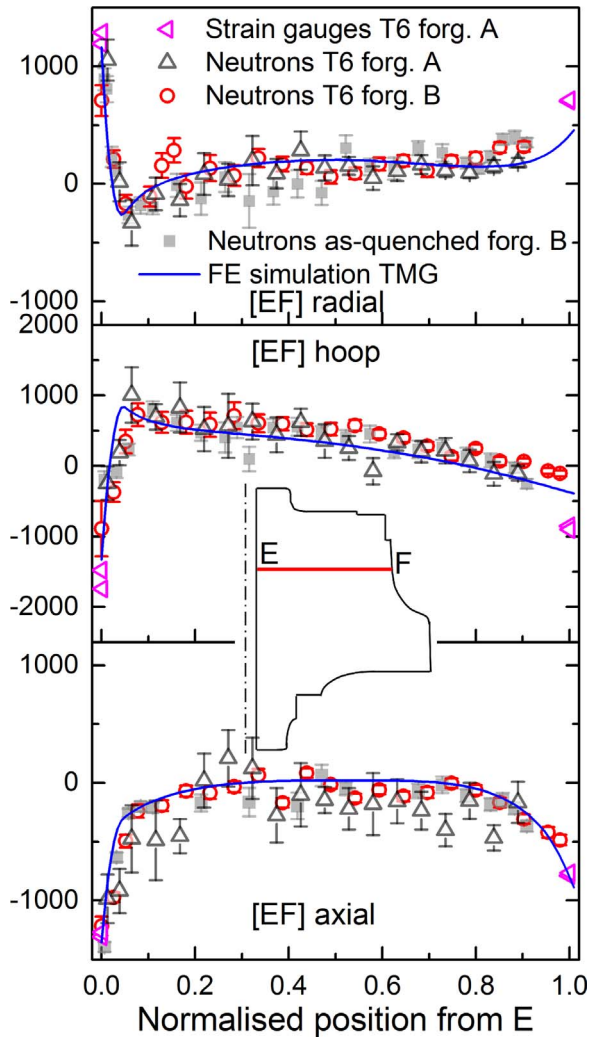 1000
Strain gauges T6 forg. A
Neutrons T6 forg. A
Neutrons T6 forg. B
0
Neutrons as-quenched forg. B
FE simulation TMG
-1000
[EF] radial
2000
[EF] hoop
1000
0
E
F
-1000
-2000
1000
0
-1000
[EF] axial
0.0 0.2 0.4 0.6 0.8 1.0
Normalised position from E